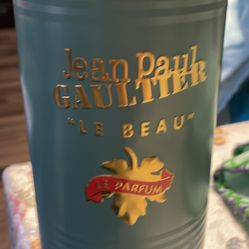 Jean Paul
GAULTIER
"LE BEAU"
LE PARFUM